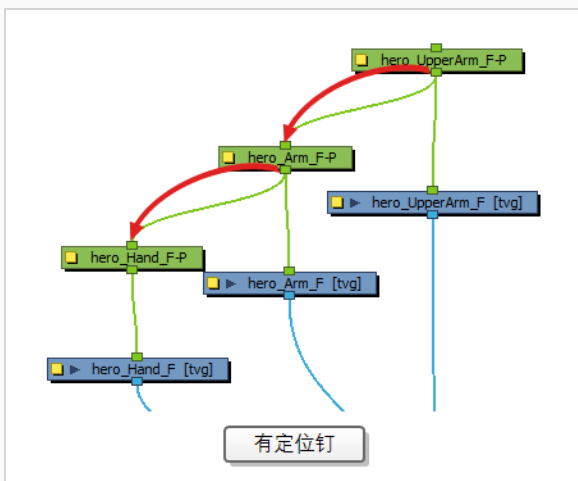 hero_UpperArm_F-P
hero_Arm_F-P
hero_UpperArm_F [tvg]
hero_Hand_F-P
hero_Arm_F [tvg]
hero_Hand_F [tvg]
有定位钉